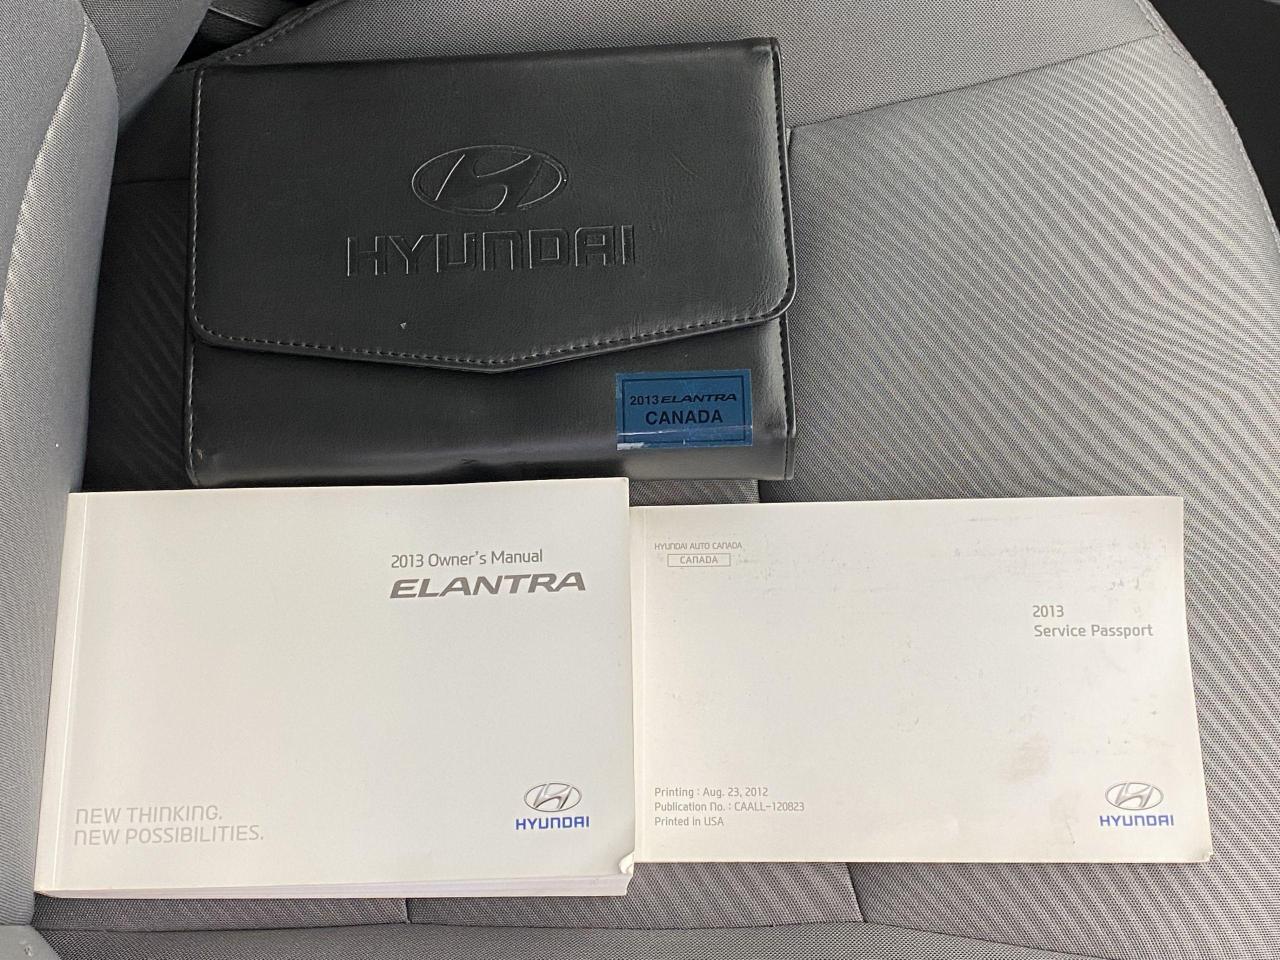 HYUNDAI
2013 ELANTRA
CANADA
2013 Owner's Manual
ELANTRA
NEW THINKING.
NEW POSSIBILITIES.
HYUNDAI
HYUNDAI AUTO CANADA
CANADA
2013
Service Passport
Printing : Aug. 23, 2012
Publication No. : CAALL-120823
Printed in USA
HYUNDAI